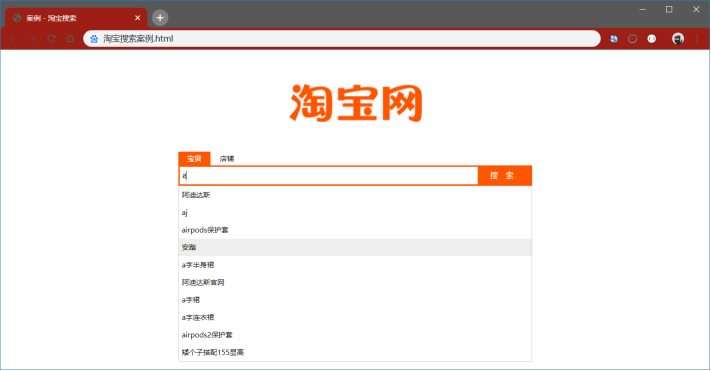 案例 - 淘宝搜索
淘宝搜索案例.html
淘宝网
宝贝 店铺
a 搜 索
阿迪达斯
aj
airpods保护套
安踏
a字半身裙
阿迪达斯官网
a字裙
a字连衣裙
airpods2保护套
矮个子搭配155显高